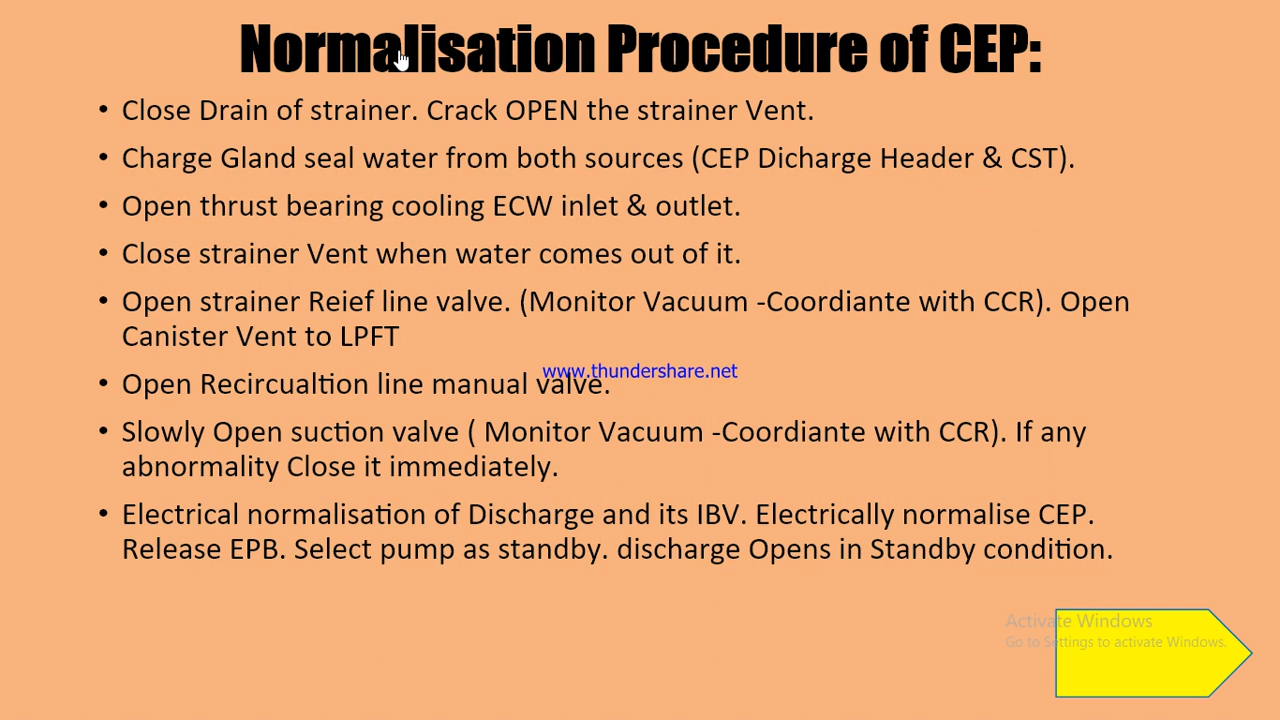 Normalisation Procedure of CEP:
• Close Drain of strainer. Crack OPEN the strainer Vent.
• Charge Gland seal water from both sources (CEP Dicharge Header & CST).
• Open thrust bearing cooling ECW inlet & outlet.
• Close strainer Vent when water comes out of it.
• Open strainer Reief line valve. (Monitor Vacuum -Coordiante with CCR). Open
Canister Vent to LPFT
www.thundershare.net
• Open Recircualtion line manual valve.
• Slowly Open suction valve ( Monitor Vacuum -Coordiante with CCR). If any
abnormality Close it immediately.
• Electrical normalisation of Discharge and its IBV. Electrically normalise CEP.
Release EPB. Select pump as standby. discharge Opens in Standby condition.
Activate Windows
Go to Settings to activate Windows.